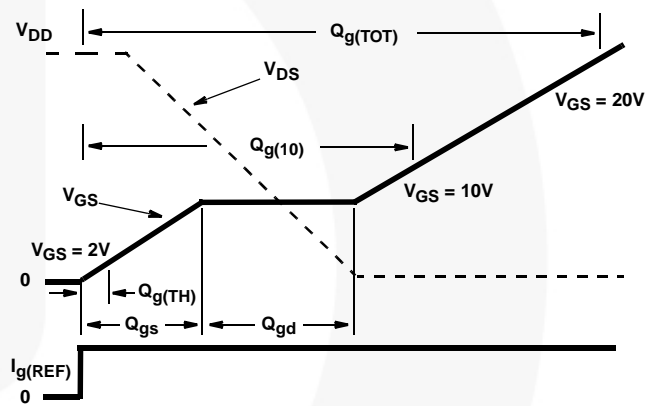 V_DD
Q_g(TOT)
V_DS
V_GS = 20V
Q_g(10)
V_GS
V_GS = 10V
V_GS = 2V
0
Q_g(TH)
Q_gs
Q_gd
I_g(REF)
0